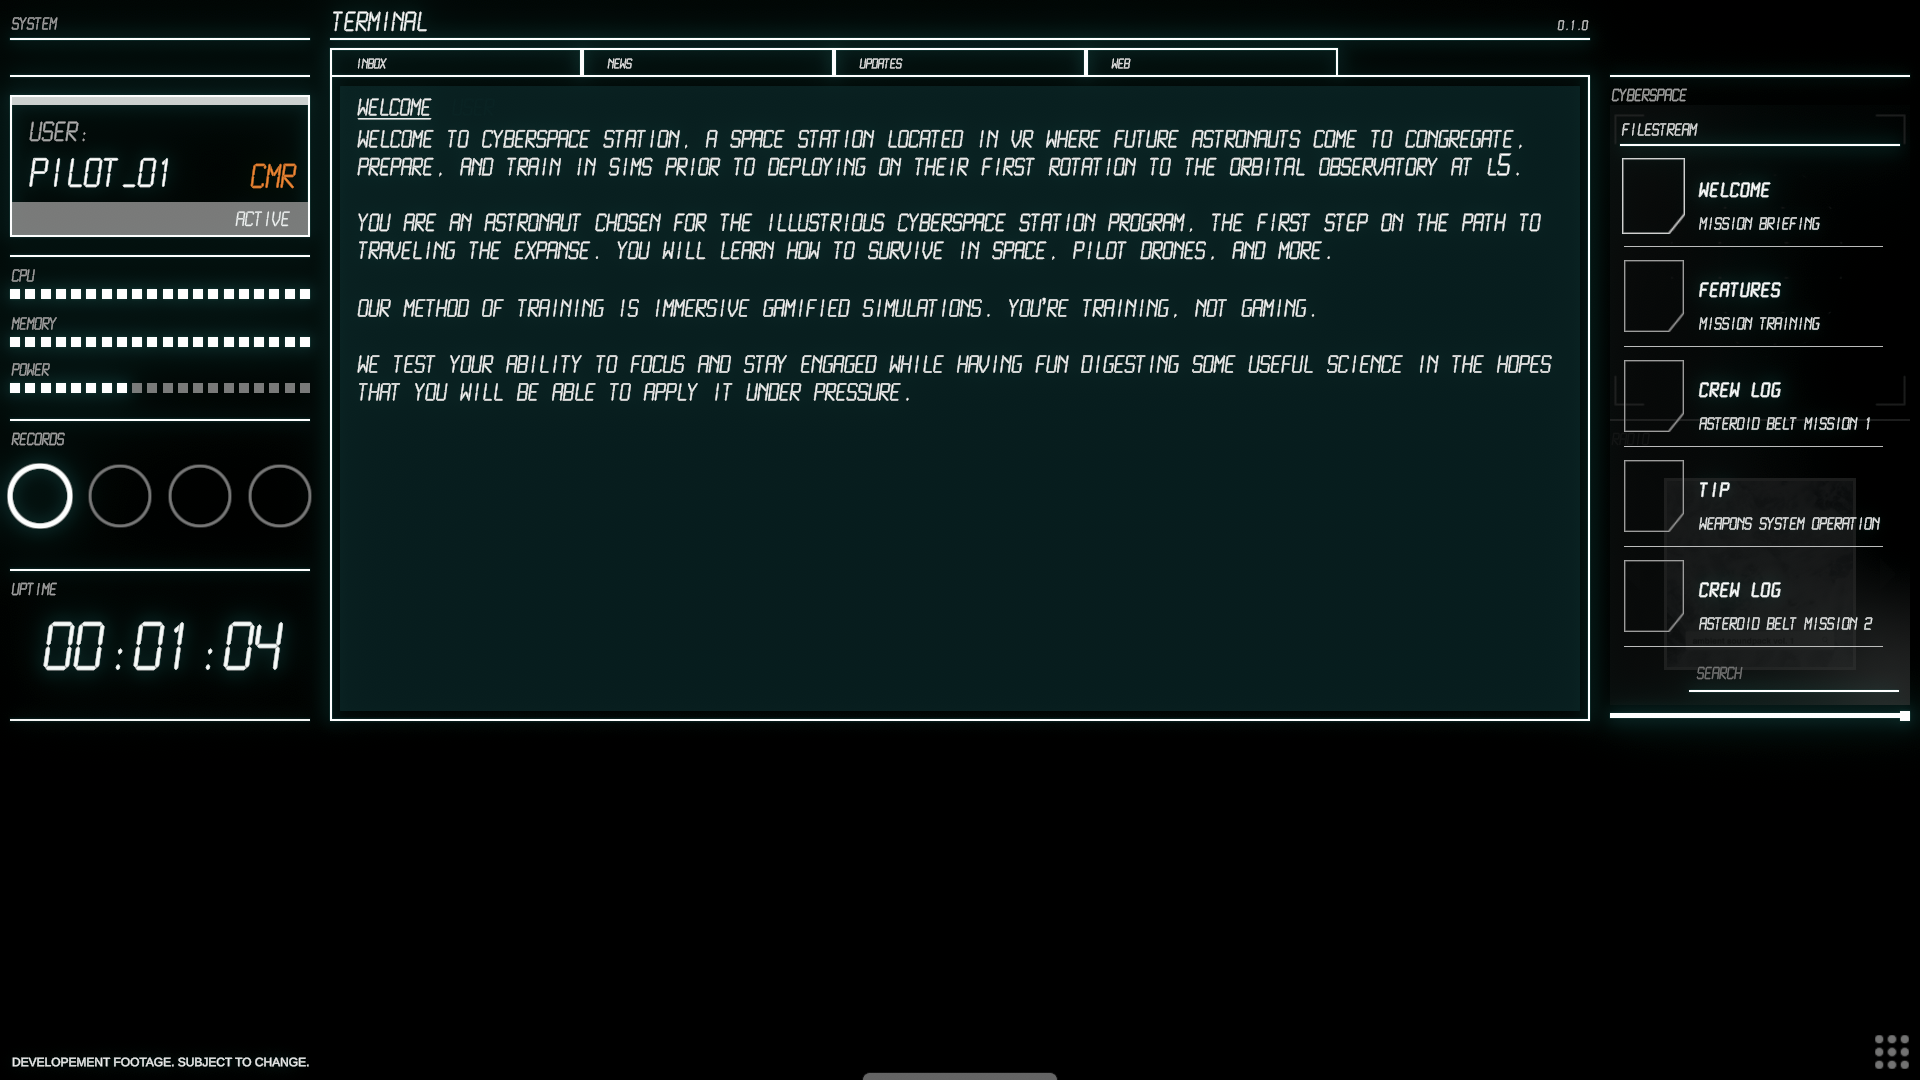 SYSTEM
TERMINAL
0.1.0
INBOX
NEWS
UPDATES
WEB
USER:
PILOT_01
CMR
ACTIVE
CPU
MEMORY
POWER
RECORDS
UPTIME
00:01:04
WELCOME
WELCOME TO CYBERSPACE STATION, A SPACE STATION LOCATED IN VR WHERE FUTURE ASTRONAUTS COME TO CONGREGATE,
PREPARE, AND TRAIN IN SIMS PRIOR TO DEPLOYING ON THEIR FIRST ROTATION TO THE ORBITAL OBSERVATORY AT L5.
YOU ARE AN ASTRONAUT CHOSEN FOR THE ILLUSTRIOUS CYBERSPACE STATION PROGRAM, THE FIRST STEP ON THE PATH TO
TRAVELING THE EXPANSE. YOU WILL LEARN HOW TO SURVIVE IN SPACE, PILOT DRONES, AND MORE.
OUR METHOD OF TRAINING IS IMMERSIVE GAMIFIED SIMULATIONS. YOU'RE TRAINING, NOT GAMING.
WE TEST YOUR ABILITY TO FOCUS AND STAY ENGAGED WHILE HAVING FUN DIGESTING SOME USEFUL SCIENCE IN THE HOPES
THAT YOU WILL BE ABLE TO APPLY IT UNDER PRESSURE.
CYBERSPACE
FILESTREAM
WELCOME
MISSION BRIEFING
FEATURES
MISSION TRAINING
CREW LOG
ASTEROID BELT MISSION 1
RADIO
TIP
WEAPONS SYSTEM OPERATION
CREW LOG
ASTEROID BELT MISSION 2
SEARCH
DEVELOPEMENT FOOTAGE. SUBJECT TO CHANGE.